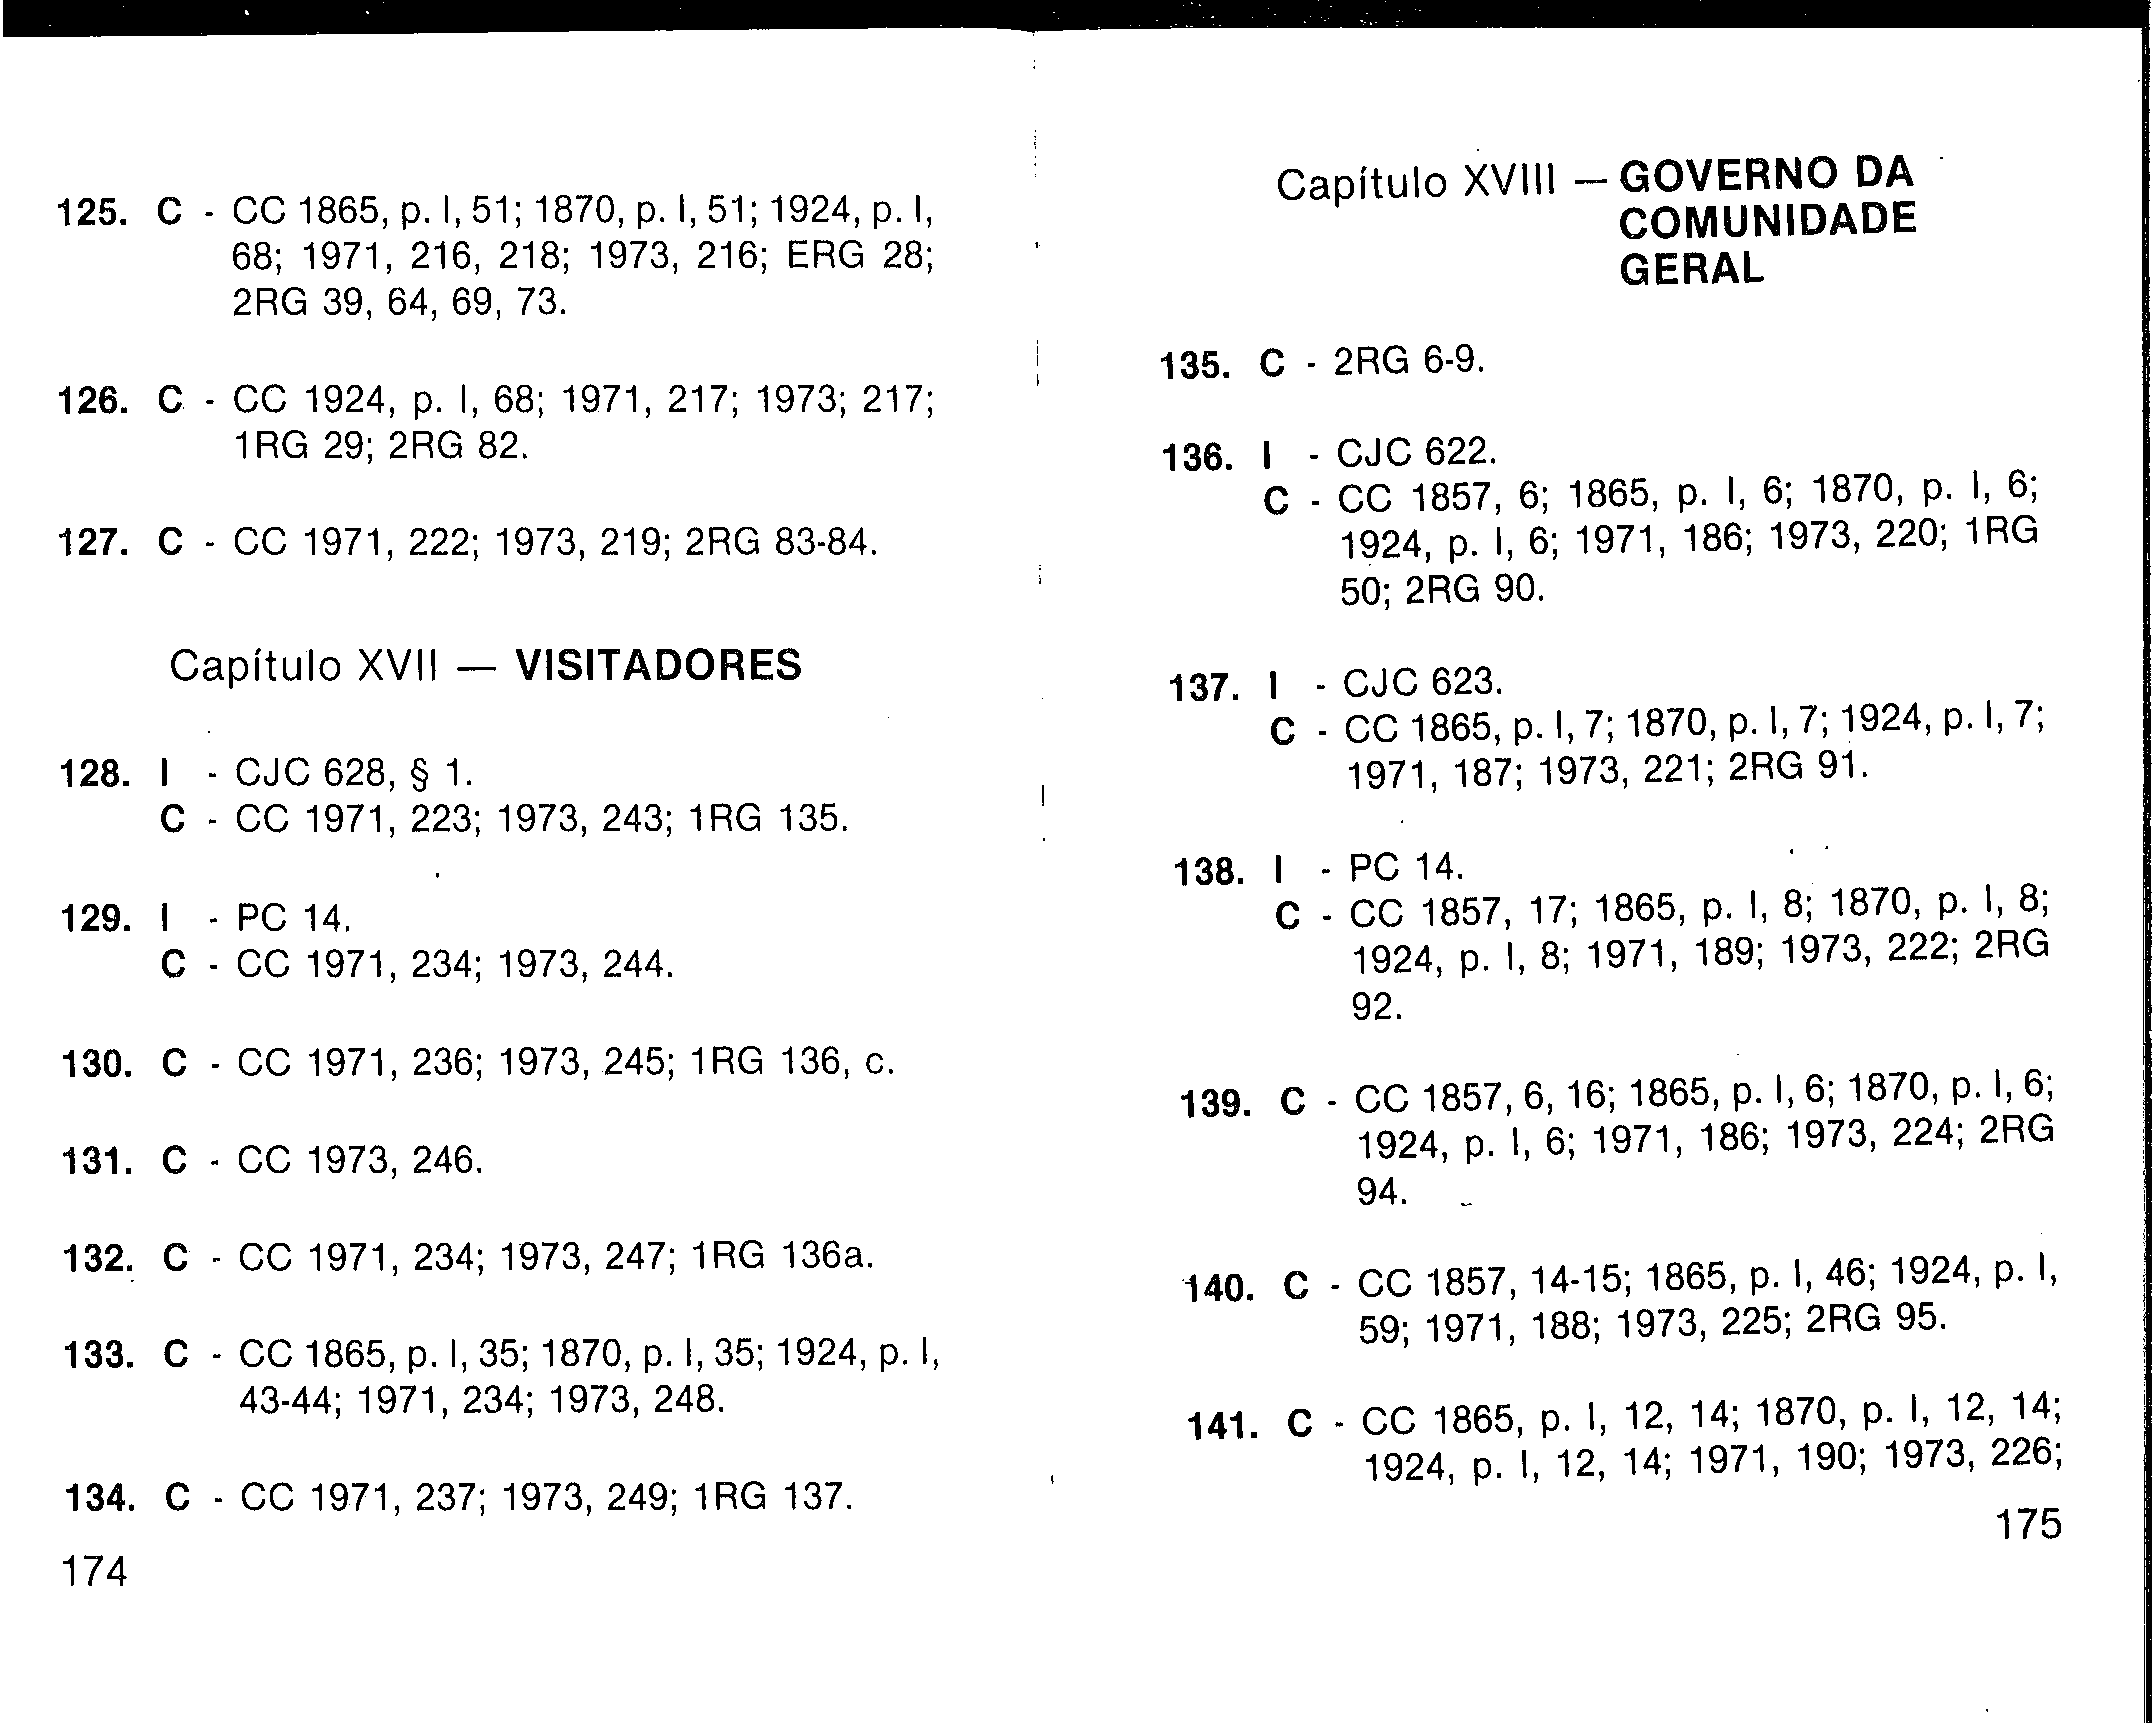 125. C - CC 1865, p. I, 51; 1870, p. I, 51; 1924, p. I,
68; 1971, 216, 218; 1973, 216; ERG 28;
2RG 39, 64, 69, 73.
126. C - CC 1924, p. I, 68; 1971, 217; 1973; 217;
1RG 29; 2RG 82.
127. C - CC 1971, 222; 1973, 219; 2RG 83-84.
Capítulo XVII — VISITADORES
128. I - CJC 628, § 1.
C - CC 1971, 223; 1973, 243; 1RG 135.
129. I - PC 14.
C - CC 1971, 234; 1973, 244.
130. C - CC 1971, 236; 1973, 245; 1RG 136, c.
131. C - CC 1973, 246.
132. C - CC 1971, 234; 1973, 247; 1RG 136a.
133. C - CC 1865, p. I, 35; 1870, p. I, 35; 1924, p. I,
43-44; 1971, 234; 1973, 248.
134. C - CC 1971, 237; 1973, 249; 1RG 137.
174
Capítulo XVIII — GOVERNO DA
COMUNIDADE
GERAL
135. C - 2RG 6-9.
136. I - CJC 622.
C - CC 1857, 6; 1865, p. I, 6; 1870, p. I, 6;
1924, p. I, 6; 1971, 186; 1973, 220; 1RG
50; 2RG 90.
137. I - CJC 623.
C - CC 1865, p. I, 7; 1870, p. I, 7; 1924, p. I, 7;
1971, 187; 1973, 221; 2RG 91.
138. I - PC 14.
C - CC 1857, 17; 1865, p. I, 8; 1870, p. I, 8;
1924, p. I, 8; 1971, 189; 1973, 222; 2RG
92.
139. C - CC 1857, 6, 16; 1865, p. I, 6; 1870, p. I, 6;
1924, p. I, 6; 1971, 186; 1973, 224; 2RG
94.
140. C - CC 1857, 14-15; 1865, p. I, 46; 1924, p. I,
59; 1971, 188; 1973, 225; 2RG 95.
141. C - CC 1865, p. I, 12, 14; 1870, p. I, 12, 14;
1924, p. I, 12, 14; 1971, 190; 1973, 226;
175